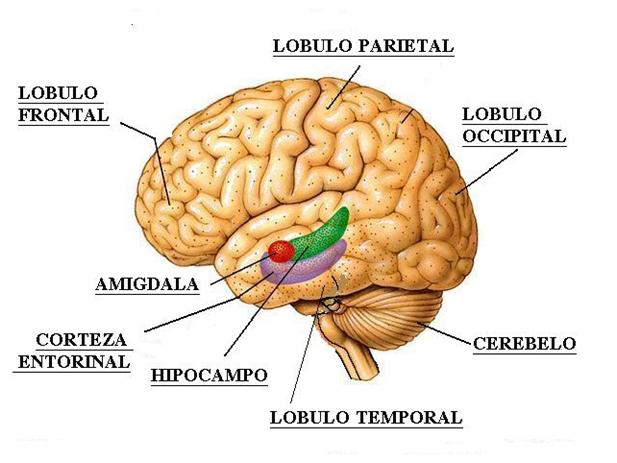 LOBULO PARIETAL
LOBULO
FRONTAL
LOBULO
OCCIPITAL
AMIGDALA
CORTEZA
ENTORINAL
HIPOCAMPO
CEREBELO
LOBULO TEMPORAL